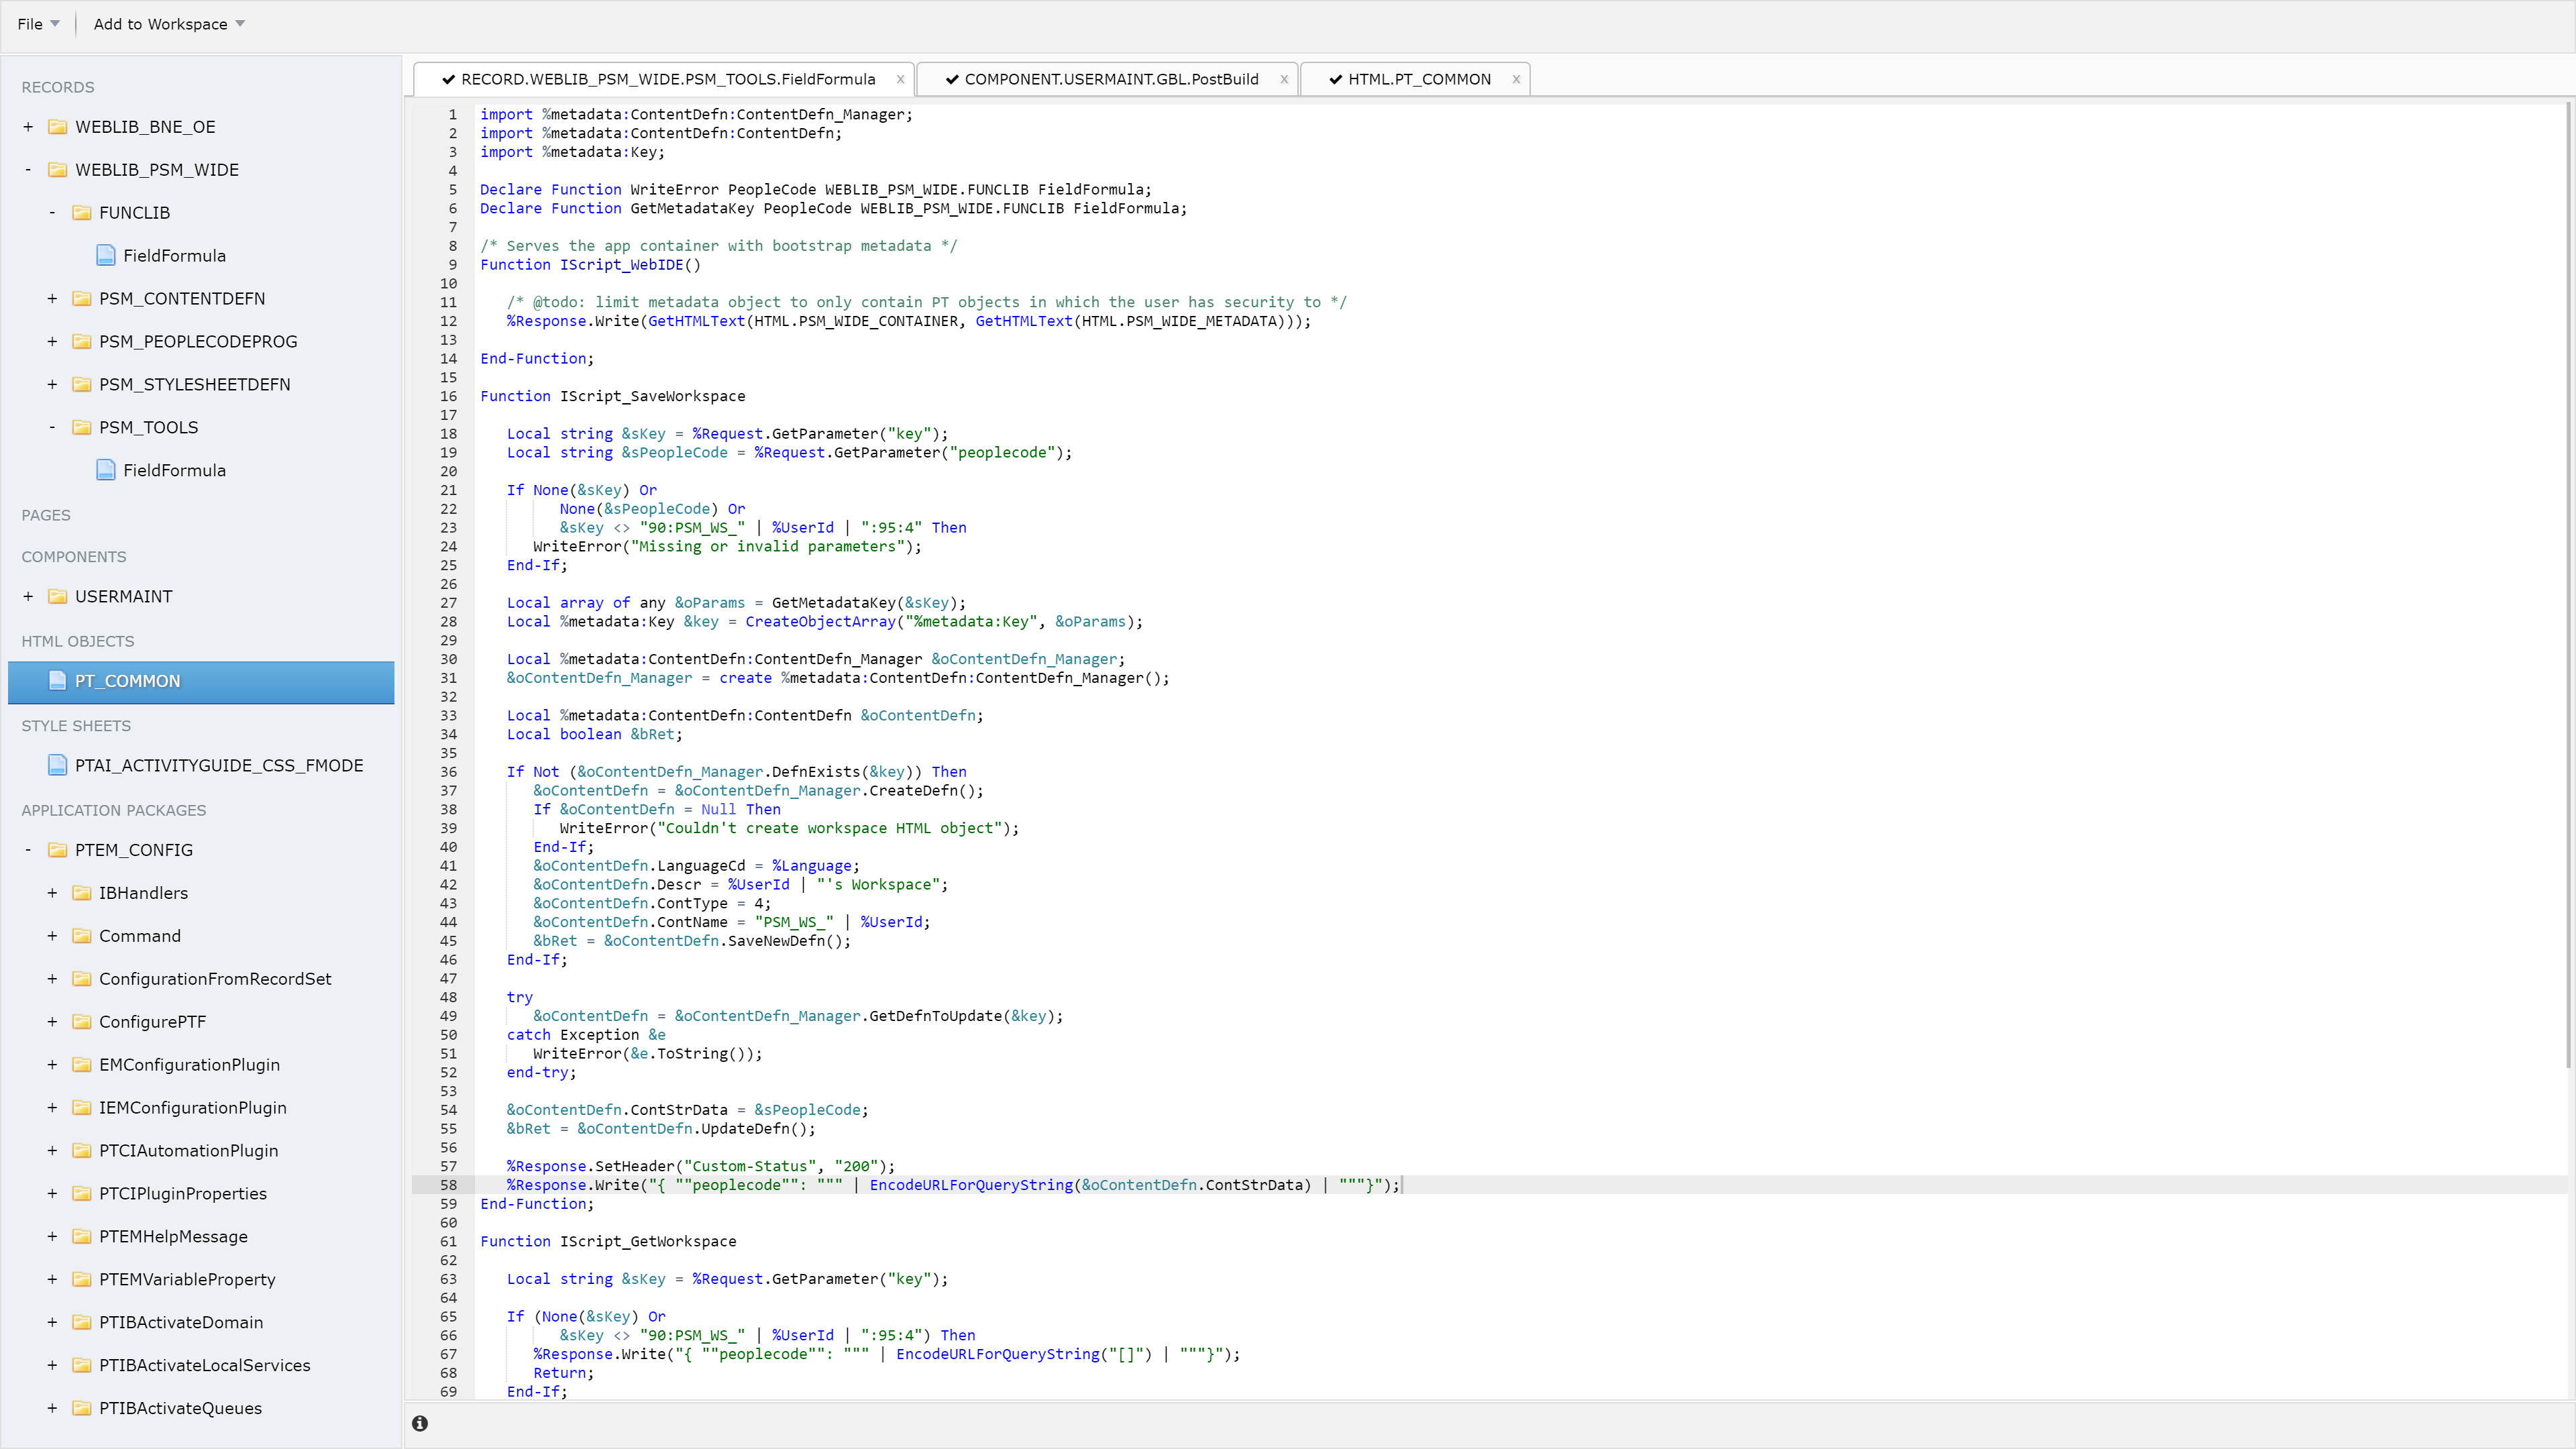 File
Add to Workspace
RECORDS
+ WEBLIB_BNE_OE
- WEBLIB_PSM_WIDE
- FUNCLIB
FieldFormula
+ PSM_CONTENTDEFN
+ PSM_PEOPLECODEPROG
+ PSM_STYLESHEETDEFN
- PSM_TOOLS
FieldFormula
PAGES
COMPONENTS
+ USERMAINT
HTML OBJECTS
PT_COMMON
STYLE SHEETS
PTAI_ACTIVITYGUIDE_CSS_FMODE
APPLICATION PACKAGES
- PTEM_CONFIG
+ IBHandlers
+ Command
+ ConfigurationFromRecordSet
+ ConfigurePTF
+ EMConfigurationPlugin
+ IEMConfigurationPlugin
+ PTCIAutomationPlugin
+ PTCIPluginProperties
+ PTEMHelpMessage
+ PTEMVariableProperty
+ PTIBActivateDomain
+ PTIBActivateLocalServices
+ PTIBActivateQueues
✔ RECORD.WEBLIB_PSM_WIDE.PSM_TOOLS.FieldFormula x
✔ COMPONENT.USERMAINT.GBL.PostBuild x
✔ HTML.PT_COMMON x
1 import %metadata:ContentDefn:ContentDefn_Manager;
2 import %metadata:ContentDefn:ContentDefn;
3 import %metadata:Key;
4
5 Declare Function WriteError PeopleCode WEBLIB_PSM_WIDE.FUNCLIB FieldFormula;
6 Declare Function GetMetadataKey PeopleCode WEBLIB_PSM_WIDE.FUNCLIB FieldFormula;
7
8 /* Serves the app container with bootstrap metadata */
9 Function IScript_WebIDE()
10
11 /* @todo: limit metadata object to only contain PT objects in which the user has security to */
12 %Response.Write(GetHTMLText(HTML.PSM_WIDE_CONTAINER, GetHTMLText(HTML.PSM_WIDE_METADATA)));
13
14 End-Function;
15
16 Function IScript_SaveWorkspace
17
18 Local string &sKey = %Request.GetParameter("key");
19 Local string &sPeopleCode = %Request.GetParameter("peoplecode");
20
21 If None(&sKey) Or
22 None(&sPeopleCode) Or
23 &sKey <> "90:PSM_WS_" | %UserId | ":95:4" Then
24 WriteError("Missing or invalid parameters");
25 End-If;
26
27 Local array of any &oParams = GetMetadataKey(&sKey);
28 Local %metadata:Key &key = CreateObjectArray("%metadata:Key", &oParams);
29
30 Local %metadata:ContentDefn:ContentDefn_Manager &oContentDefn_Manager;
31 &oContentDefn_Manager = create %metadata:ContentDefn:ContentDefn_Manager();
32
33 Local %metadata:ContentDefn:ContentDefn &oContentDefn;
34 Local boolean &bRet;
35
36 If Not (&oContentDefn_Manager.DefnExists(&key)) Then
37 &oContentDefn = &oContentDefn_Manager.CreateDefn();
38 If &oContentDefn = Null Then
39 WriteError("Couldn't create workspace HTML object");
40 End-If;
41 &oContentDefn.LanguageCd = %Language;
42 &oContentDefn.Descr = %UserId | "'s Workspace";
43 &oContentDefn.ContType = 4;
44 &oContentDefn.ContName = "PSM_WS_" | %UserId;
45 &bRet = &oContentDefn.SaveNewDefn();
46 End-If;
47
48 try
49 &oContentDefn = &oContentDefn_Manager.GetDefnToUpdate(&key);
50 catch Exception &e
51 WriteError(&e.ToString());
52 end-try;
53
54 &oContentDefn.ContStrData = &sPeopleCode;
55 &bRet = &oContentDefn.UpdateDefn();
56
57 %Response.SetHeader("Custom-Status", "200");
58 %Response.Write("{ ""peoplecode"": """ | EncodeURLForQueryString(&oContentDefn.ContStrData) | """}");
59 End-Function;
60
61 Function IScript_GetWorkspace
62
63 Local string &sKey = %Request.GetParameter("key");
64
65 If (None(&sKey) Or
66 &sKey <> "90:PSM_WS_" | %UserId | ":95:4") Then
67 %Response.Write("{ ""peoplecode"": """ | EncodeURLForQueryString("[]") | """}");
68 Return;
69 End-If;